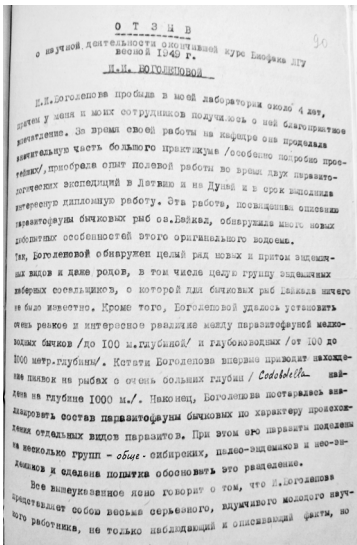 90
О Т З Ы В
о научной деятельности окончившей курс Биофака ЛГУ
весной 1949 г.
И.И. БОГОЛЕПОВОЙ
И.И.Боголепова пробыла в моей лаборатории около 4 лет,
причем у меня и моих сотрудников получилось о ней благоприятное
впечатление. За время своей работы на кафедре она проделала
значительную часть большого практикума /особенно подробно прос-
тейших/, приобрела опыт полевой работы во время двух паразито-
логических экспедиций в Латвию и на Дунай и в срок выполнила
интересную дипломную работу. Эта работа, посвященная описанию
паразитофауны бычковых рыб оз.Байкал, обнаружила много новых
любопытных особенностей этого оригинального водоема.
Так, Боголеповой обнаружен целый ряд новых и притом эндемич-
ных видов и даже родов, в том числе целую группу эндемичных
жаберных сосальщиков, о которой для бычковых рыб Байкала ничего
не было известно. Кроме того, Боголеповой удалось установить
очень резкое и интересное различие между паразитофауной мелко-
водных бычков /до 100 м.глубиной/ и глубоководных /от 100 до
1000 метр.глубины/. Кстати Боголепова впервые приводит нахожде-
ние пиявок на рыбах с очень больших глубин / Codobdella най-
дена на глубине 1000 м./. Наконец, Боголепова постаралась ана-
лизировать состав паразитофауны бычковых по характеру происхож-
дения отдельных видов паразитов. При этом его паразиты поделены
на несколько групп - обще-сибирских, палео-эндемиков и нео-эн-
демиков и сделана попытка обосновать это разделение.
Все вышеуказанное ясно говорит о том, что И.Боголепова
представляет собою весьма серьезного, вдумчивого молодого науч-
ного работника, не только наблюдающий и описывающий факты, но